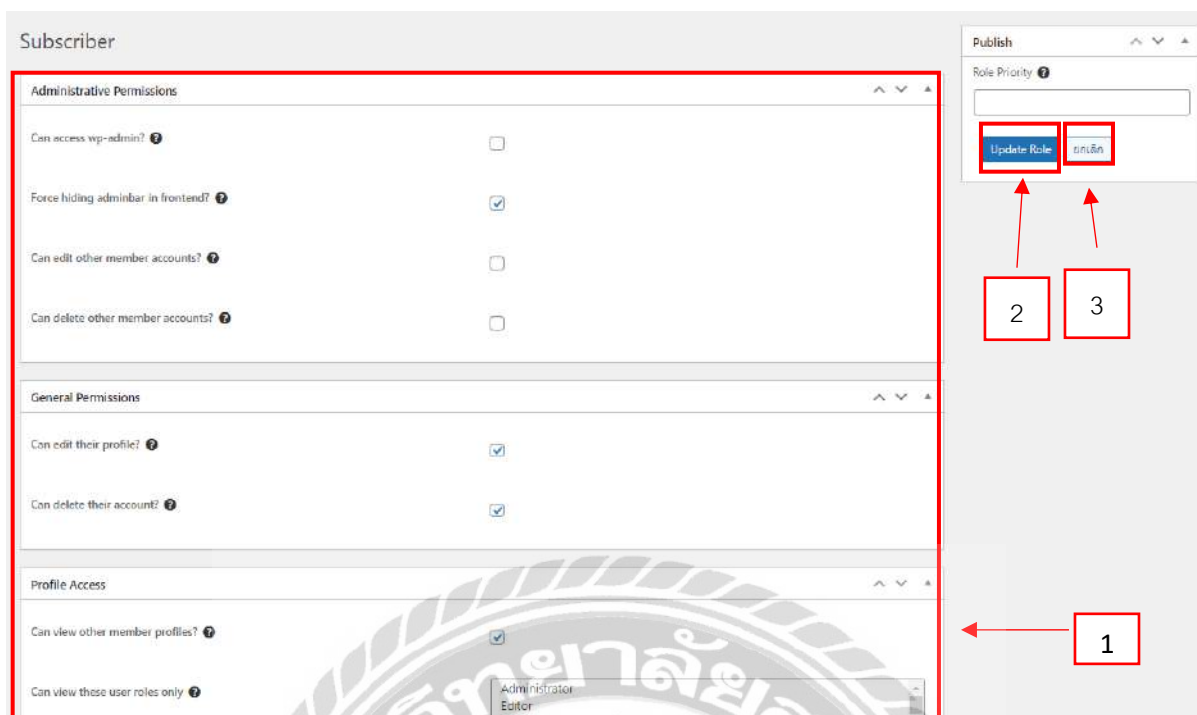 Subscriber
Publish
Role Priority
Update Role
ยกเลิก
Administrative Permissions
Can access wp-admin?
Force hiding adminbar in frontend?
Can edit other member accounts?
Can delete other member accounts?
2
3
General Permissions
Can edit their profile?
Can delete their account?
Profile Access
Can view other member profiles?
1
Can view these user roles only
Administrator
Editor